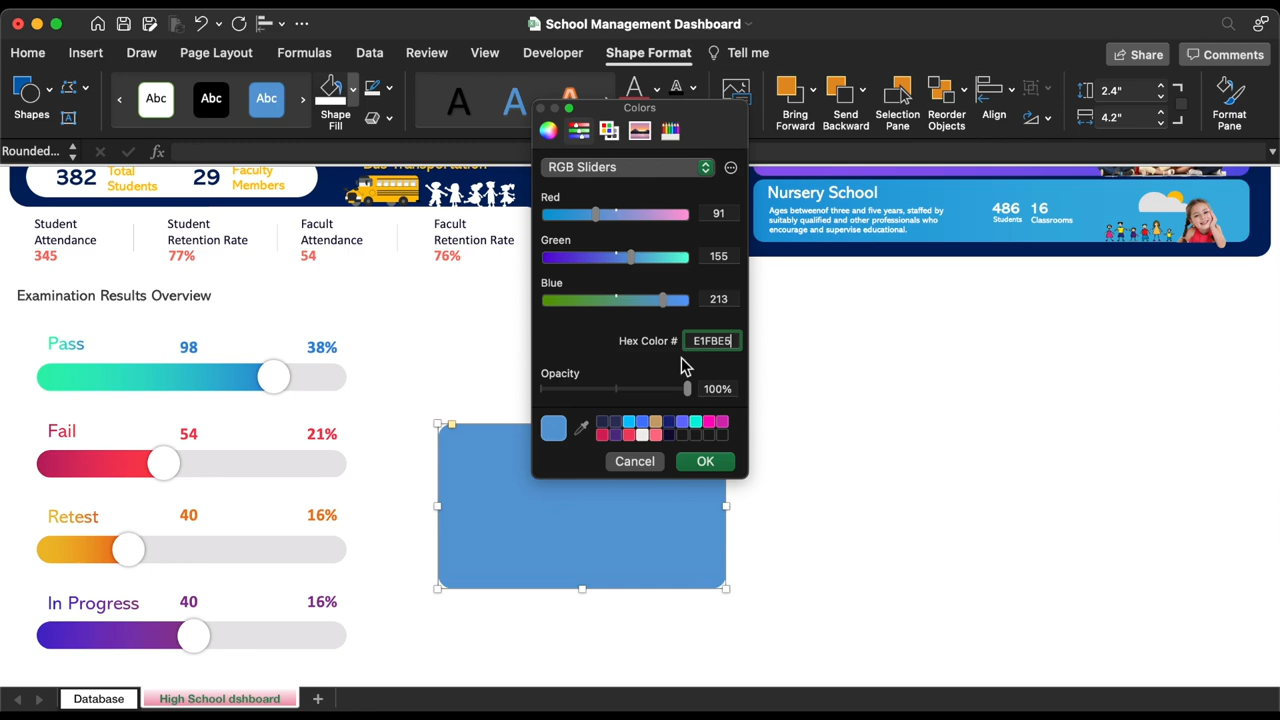 School Management Dashboard
Home Insert Draw Page Layout Formulas Data Review View Developer Shape Format Tell me
Share Comments
Shapes
Abc Abc Abc
Shape
Fill
A A A A A
Bring
Forward
Send
Backward
Selection
Pane
Reorder
Objects
Align
2.4"
4.2"
Format
Pane
Rounded... fx
382 Total
Students
29 Faculty
Members
Bus Transportation
Student
Attendance
345
Student
Retention Rate
77%
Facult
Attendance
54
Facult
Retention Rate
76%
Nursery School
Ages betweenof three and five years, staffed by
suitably qualified and other professionals who
encourage and supervise educational.
486 16
Students Classrooms
Examination Results Overview
Pass 98 38%
Fail 54 21%
Retest 40 16%
In Progress 40 16%
Colors
RGB Sliders
Red
91
Green
155
Blue
213
Hex Color # E1FBE5
Opacity
100%
Cancel OK
Database High School dshboard